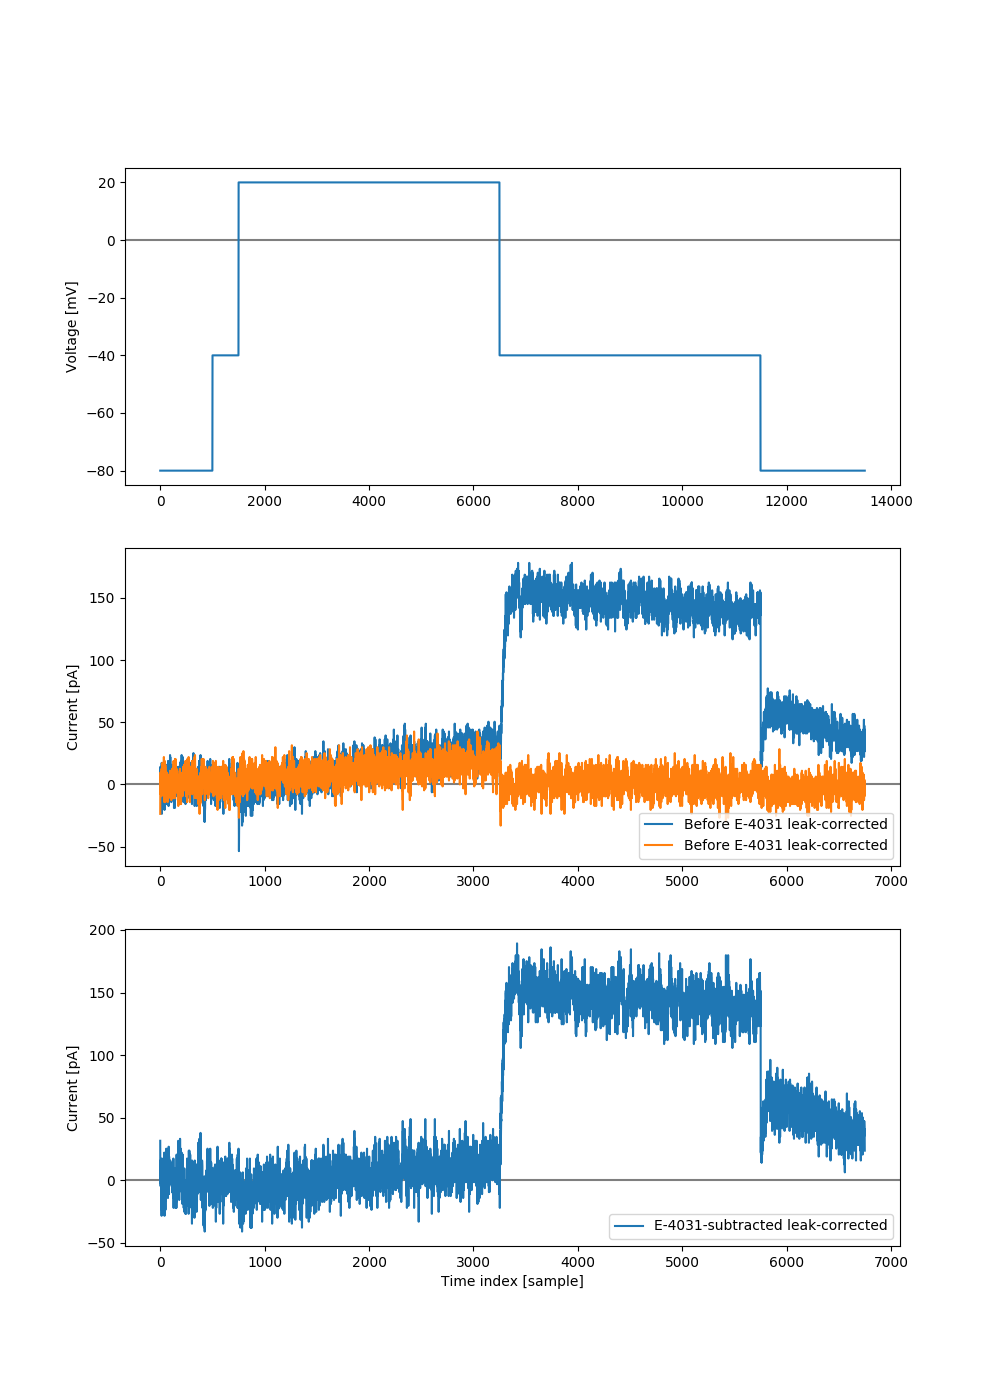 20
0
−20
−40
−60
−80
Voltage [mV]
0 2000 4000 6000 8000 10000 12000 14000
150
100
50
0
−50
Current [pA]
Before E-4031 leak-corrected
Before E-4031 leak-corrected
0 1000 2000 3000 4000 5000 6000 7000
200
150
100
50
0
−50
Current [pA]
E-4031-subtracted leak-corrected
0 1000 2000 3000 4000 5000 6000 7000
Time index [sample]